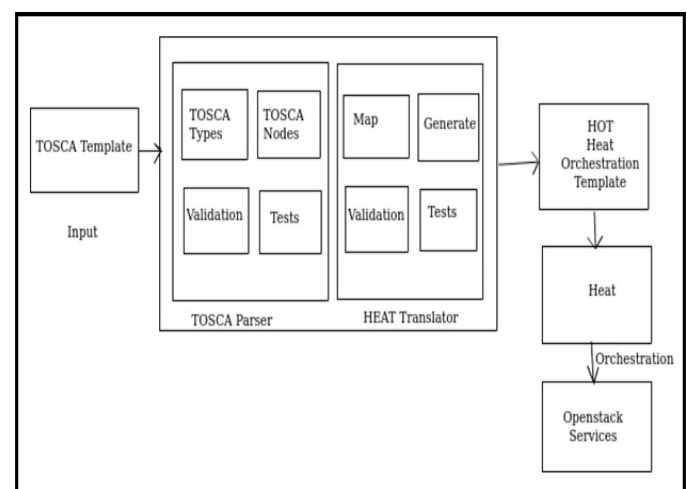 TOSCA Template
Input
TOSCA
Types
TOSCA
Nodes
Validation
Tests
TOSCA Parser
Map
Generate
Validation
Tests
HEAT Translator
HOT
Heat
Orchestration
Template
Heat
Orchestration
Openstack
Services